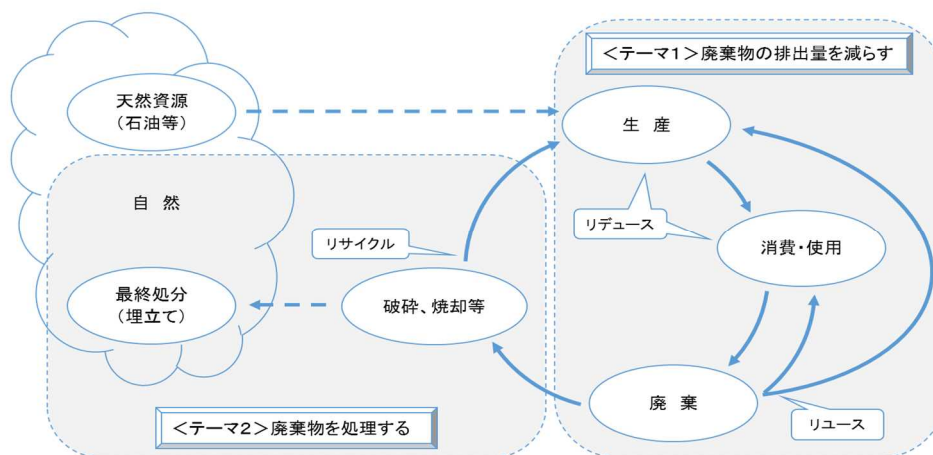 <テーマ1>廃棄物の排出量を減らす
天然資源
(石油等)
生 産
自 然
リデュース
リサイクル
消費・使用
最終処分
(埋立て)
破砕、焼却等
廃 棄
リユース
<テーマ2>廃棄物を処理する